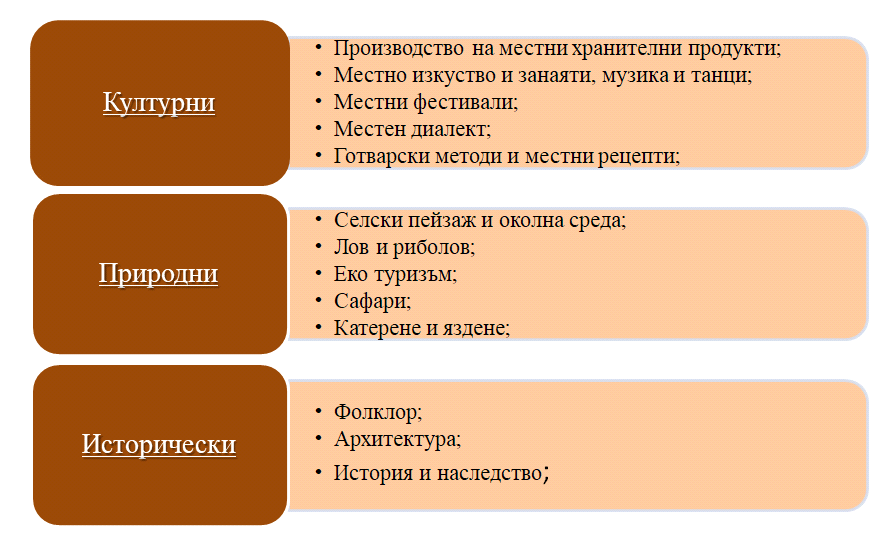 Културни
• Производство на местни хранителни продукти;
• Местно изкуство и занаяти, музика и танци;
• Местни фестивали;
• Местен диалект;
• Готварски методи и местни рецепти;
Природни
• Селски пейзаж и околна среда;
• Лов и риболов;
• Еко туризъм;
• Сафари;
• Катерене и яздене;
Исторически
• Фолклор;
• Архитектура;
• История и наследство;